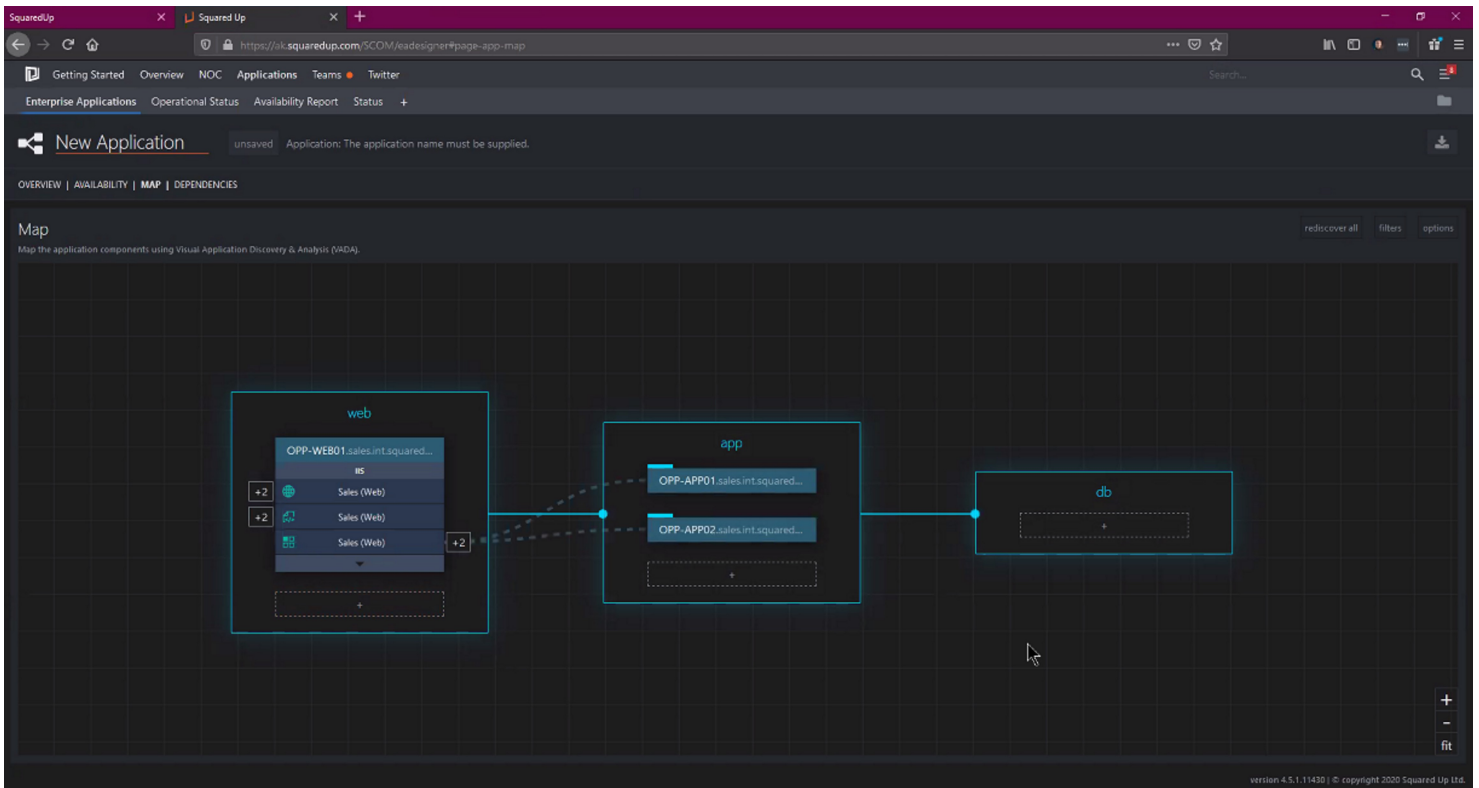 SquaredUp
Squared Up
https://ak.squaredup.com/SCOM/eadesigner#page-app-map
Getting Started Overview NOC Applications Teams Twitter Search...
Enterprise Applications Operational Status Availability Report Status +
New Application unsaved Application: The application name must be supplied.
OVERVIEW | AVAILABILITY | MAP | DEPENDENCIES
Map rediscover all filters options
Map the application components using Visual Application Discovery & Analysis (VADA).
web
OPP-WEB01.sales.int.squared...
IIS
+2 Sales (Web)
+2 Sales (Web)
Sales (Web) +2
+
app
OPP-APP01.sales.int.squared...
OPP-APP02.sales.int.squared...
+
db
+
+
-
fit
version 4.5.1.11430 | © copyright 2020 Squared Up Ltd.